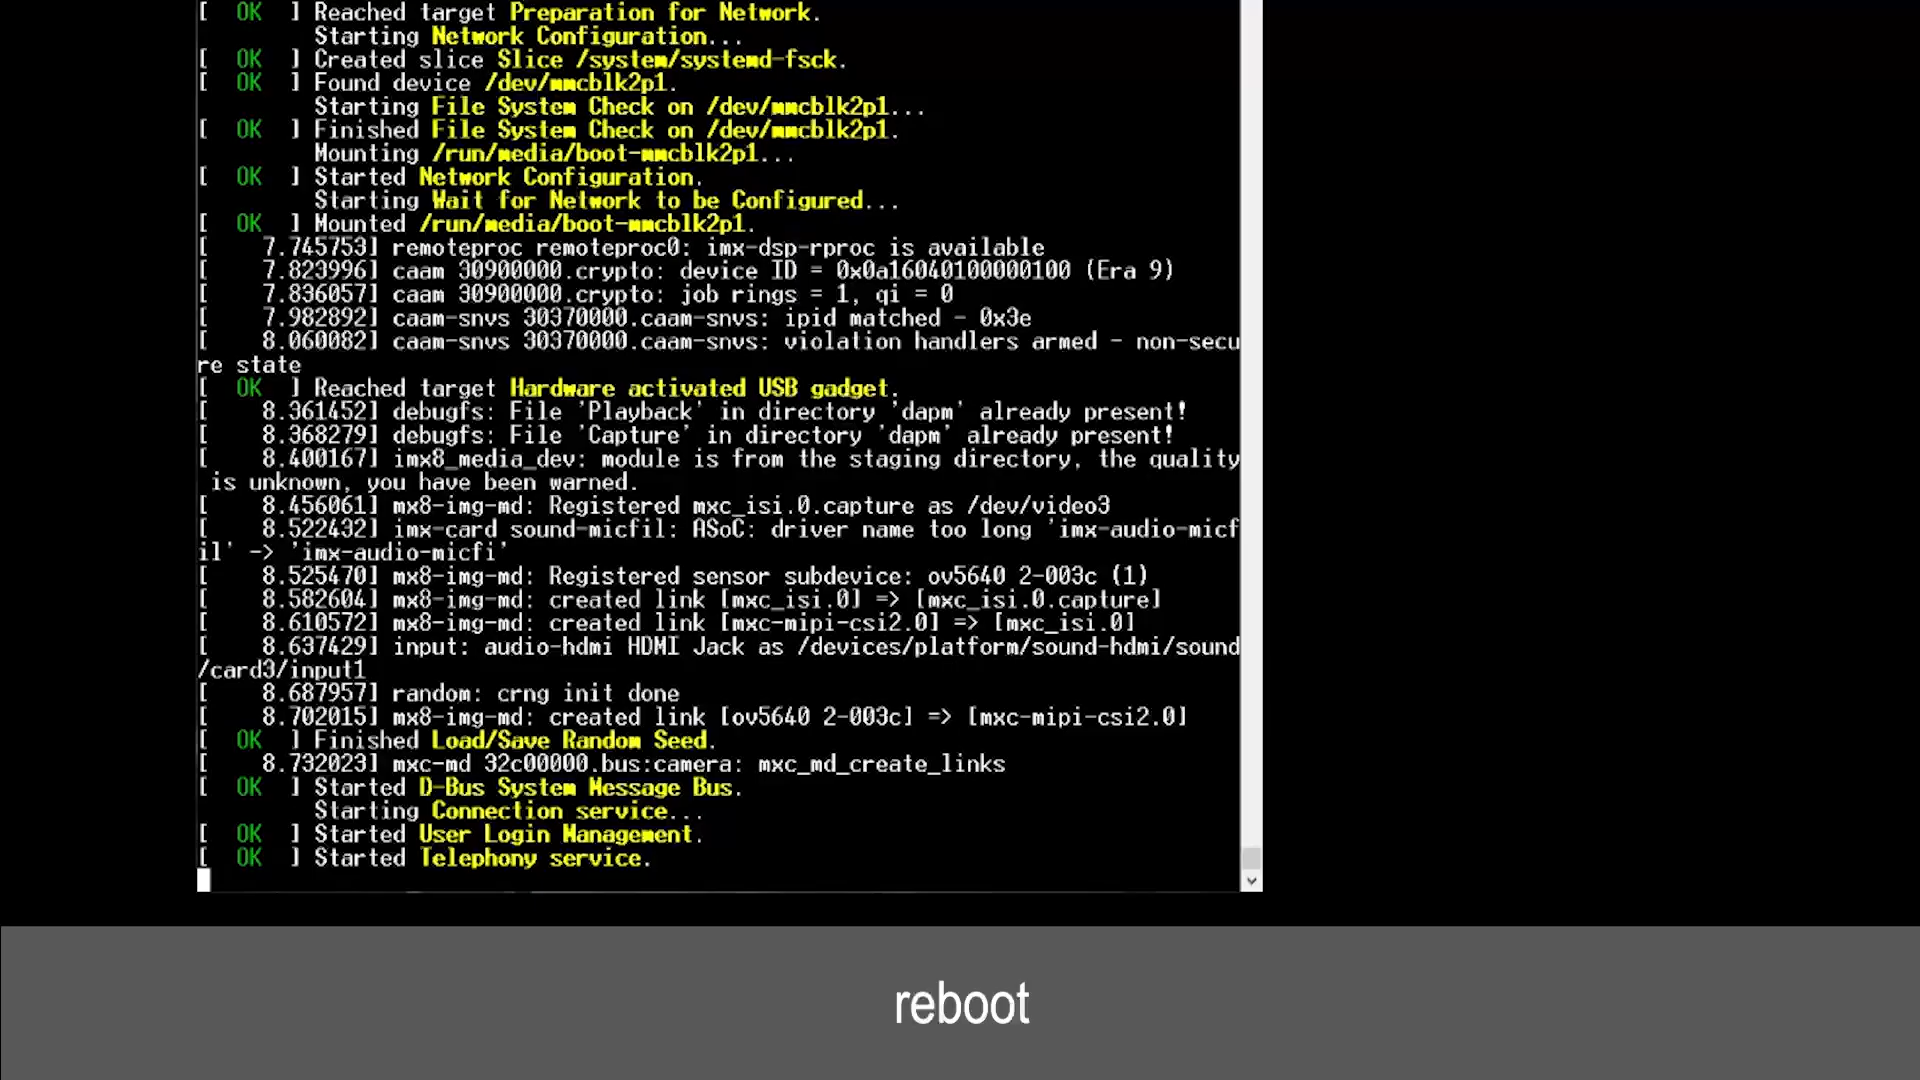 [  OK  ] Reached target Preparation for Network.
         Starting Network Configuration...
[  OK  ] Created slice Slice /system/systemd-fsck.
[  OK  ] Found device /dev/mmcblk2p1.
         Starting File System Check on /dev/mmcblk2p1...
[  OK  ] Finished File System Check on /dev/mmcblk2p1.
         Mounting /run/media/boot-mmcblk2p1...
[  OK  ] Started Network Configuration.
         Starting Wait for Network to be Configured...
[  OK  ] Mounted /run/media/boot-mmcblk2p1.
[    7.745753] remoteproc remoteproc0: imx-dsp-rproc is available
[    7.823996] caam 30900000.crypto: device ID = 0x0a16040100000100 (Era 9)
[    7.836057] caam 30900000.crypto: job rings = 1, qi = 0
[    7.982892] caam-snvs 30370000.caam-snvs: ipid matched - 0x3e
[    8.060082] caam-snvs 30370000.caam-snvs: violation handlers armed - non-secu
re state
[  OK  ] Reached target Hardware activated USB gadget.
[    8.361452] debugfs: File 'Playback' in directory 'dapm' already present!
[    8.368279] debugfs: File 'Capture' in directory 'dapm' already present!
[    8.400167] imx8_media_dev: module is from the staging directory, the quality
 is unknown, you have been warned.
[    8.456061] mx8-img-md: Registered mxc_isi.0.capture as /dev/video3
[    8.522432] imx-card sound-micfil: ASoC: driver name too long 'imx-audio-micf
il' -> 'imx-audio-micfi'
[    8.525470] mx8-img-md: Registered sensor subdevice: ov5640 2-003c (1)
[    8.582604] mx8-img-md: created link [mxc_isi.0] => [mxc_isi.0.capture]
[    8.610572] mx8-img-md: created link [mxc-mipi-csi2.0] => [mxc_isi.0]
[    8.637429] input: audio-hdmi HDMI Jack as /devices/platform/sound-hdmi/sound
/card3/input1
[    8.687957] random: crng init done
[    8.702015] mx8-img-md: created link [ov5640 2-003c] => [mxc-mipi-csi2.0]
[  OK  ] Finished Load/Save Random Seed.
[    8.732023] mxc-md 32c00000.bus:camera: mxc_md_create_links
[  OK  ] Started D-Bus System Message Bus.
         Starting Connection service...
[  OK  ] Started User Login Management.
[  OK  ] Started Telephony service.
reboot